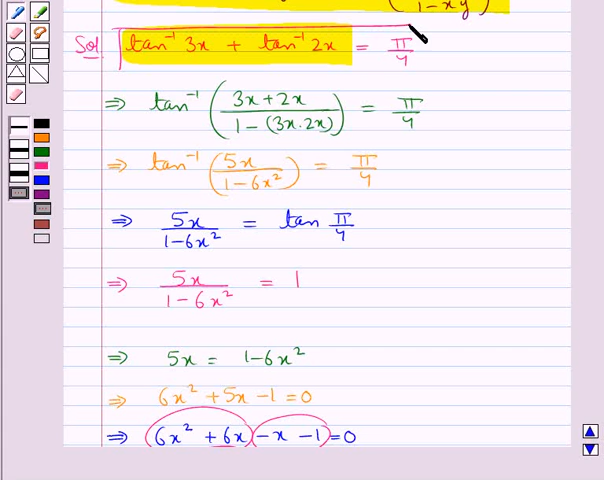 1 - xy
Sol tan⁻¹ 3x + tan⁻¹ 2x = π/4
⇒ tan⁻¹ ( (3x + 2x) / (1 - (3x · 2x)) ) = π/4
⇒ tan⁻¹ ( 5x / (1 - 6x²) ) = π/4
⇒ 5x / (1 - 6x²) = tan π/4
⇒ 5x / (1 - 6x²) = 1
⇒ 5x = 1 - 6x²
⇒ 6x² + 5x - 1 = 0
⇒ 6x² + 6x - x - 1 = 0